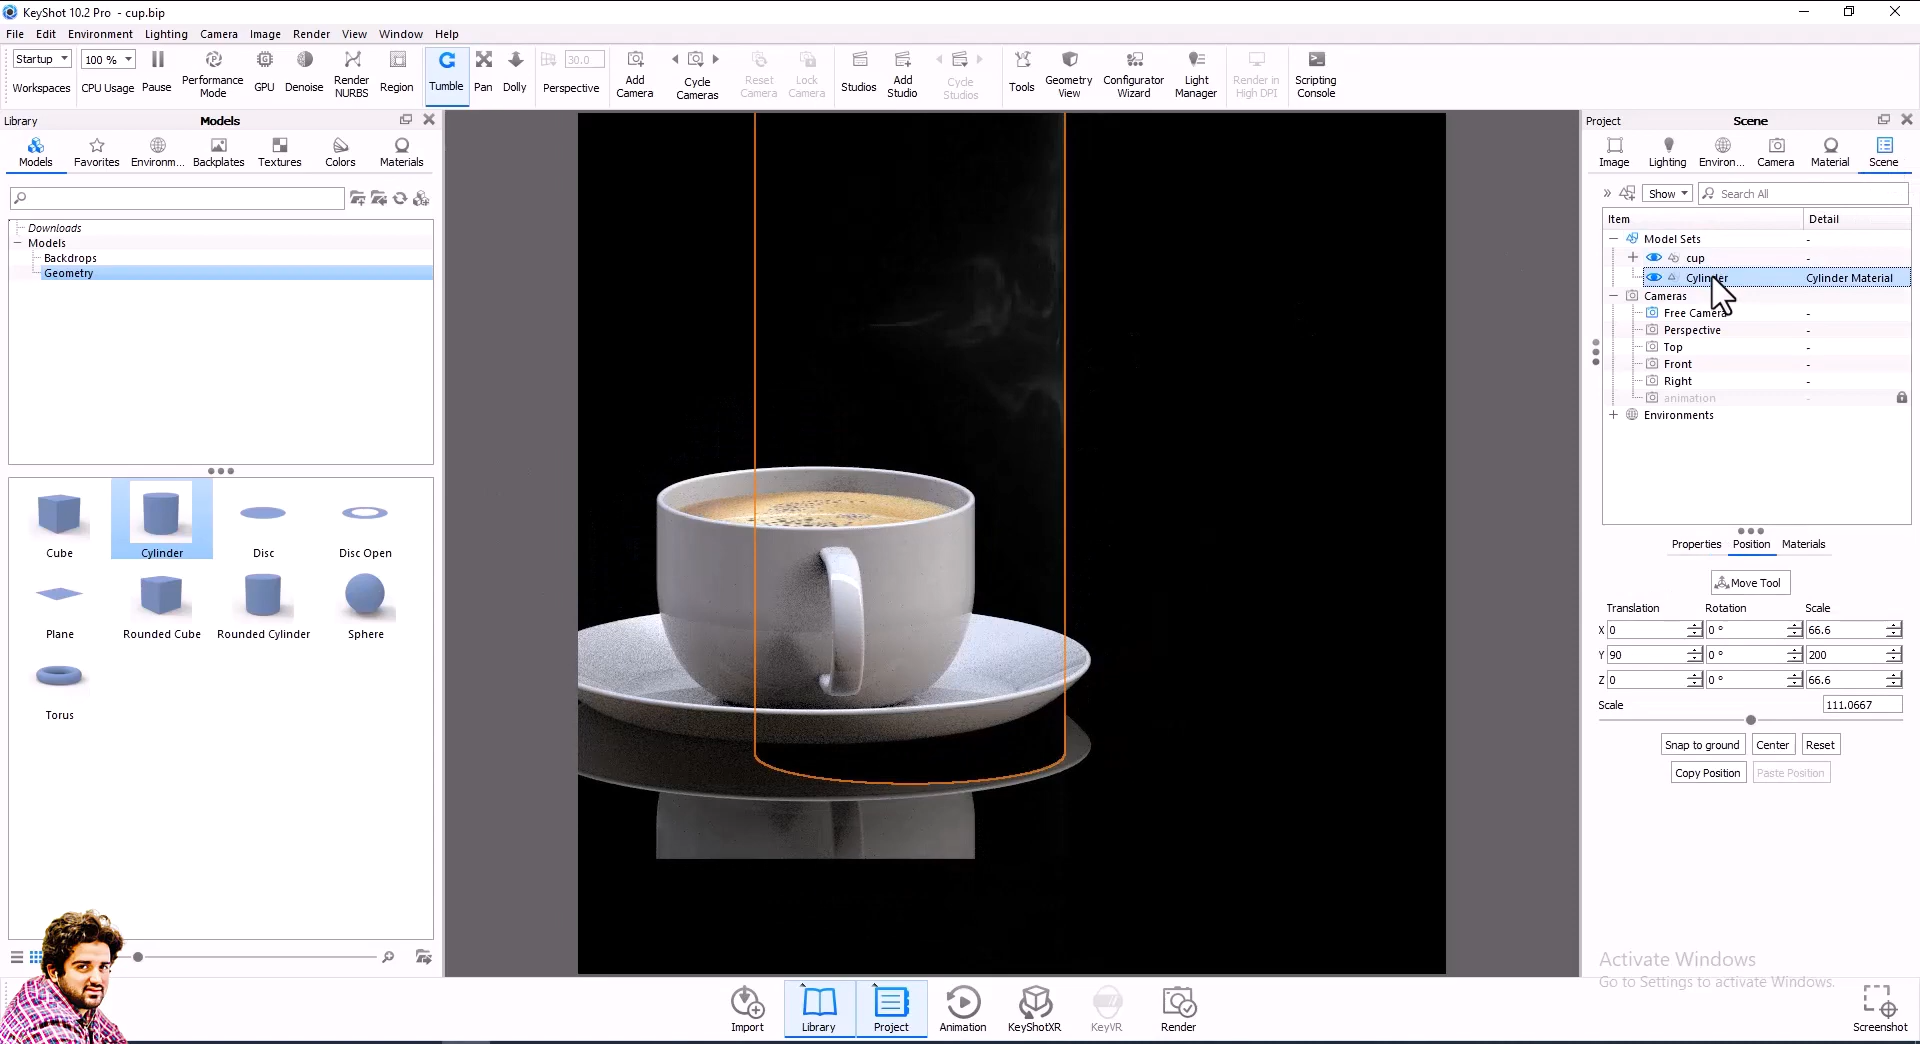 KeyShot 10.2 Pro - cup.bip
File Edit Environment Lighting Camera Image Render View Window Help
Startup 100 % 30.0
Workspaces CPU Usage Pause Performance Mode GPU Denoise Render NURBS Region Tumble Pan Dolly Perspective Add Camera Cycle Cameras Reset Camera Lock Camera Studios Add Studio Cycle Studios Tools Geometry View Configurator Wizard Light Manager Render in High DPI Scripting Console
Library Models
Models Favorites Environm... Backplates Textures Colors Materials
Downloads
Models
Backdrops
Geometry
Cube Cylinder Disc Disc Open
Plane Rounded Cube Rounded Cylinder Sphere
Torus
Project Scene
Image Lighting Environ... Camera Material Scene
» Show Search All
Item Detail
Model Sets -
cup -
Cylinder Cylinder Material
Cameras
Free Camera -
Perspective -
Top -
Front -
Right -
animation -
Environments
Properties Position Materials
Move Tool
Translation Rotation Scale
X 0 0 ° 66.6
Y 90 0 ° 200
Z 0 0 ° 66.6
Scale 111.0667
Snap to ground Center Reset
Copy Position Paste Position
Activate Windows
Go to Settings to activate Windows.
Import Library Project Animation KeyShotXR KeyVR Render Screenshot